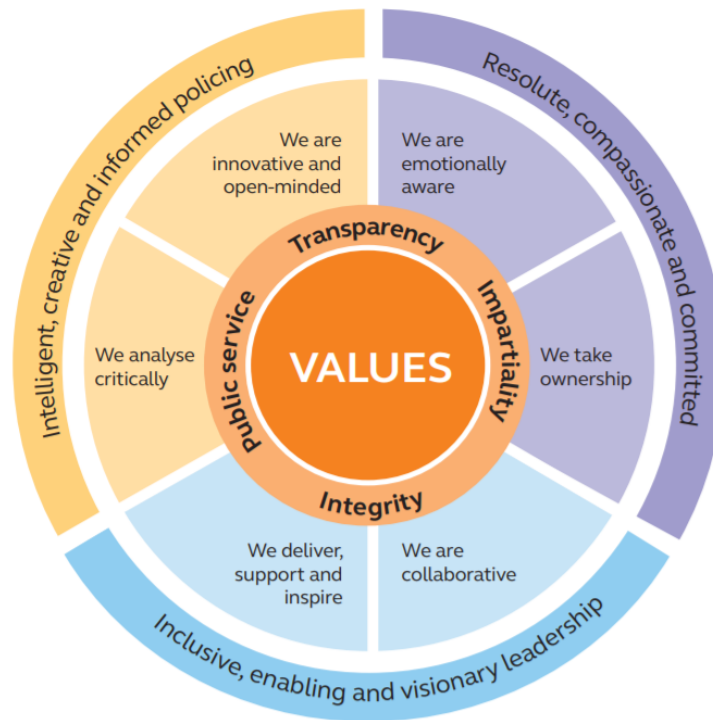 Intelligent, creative and informed policing
Resolute, compassionate and committed
We are
innovative and
open-minded
We are
emotionally
aware
Transparency
Public service
Impartiality
VALUES
We analyse
critically
We take
ownership
Integrity
We deliver,
support and
inspire
We are
collaborative
Inclusive, enabling and visionary leadership